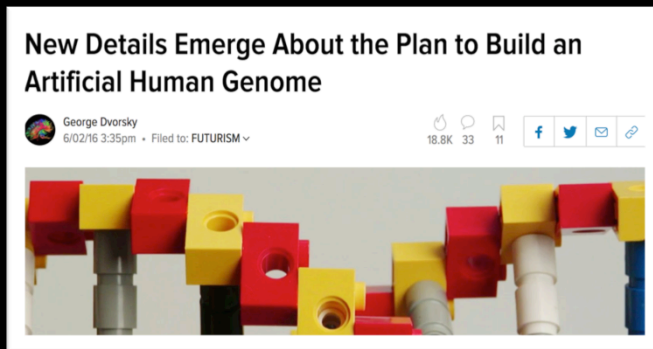 New Details Emerge About the Plan to Build an
Artificial Human Genome
George Dvorsky
6/02/16 3:35pm • Filed to: FUTURISM
18.8K 33 11